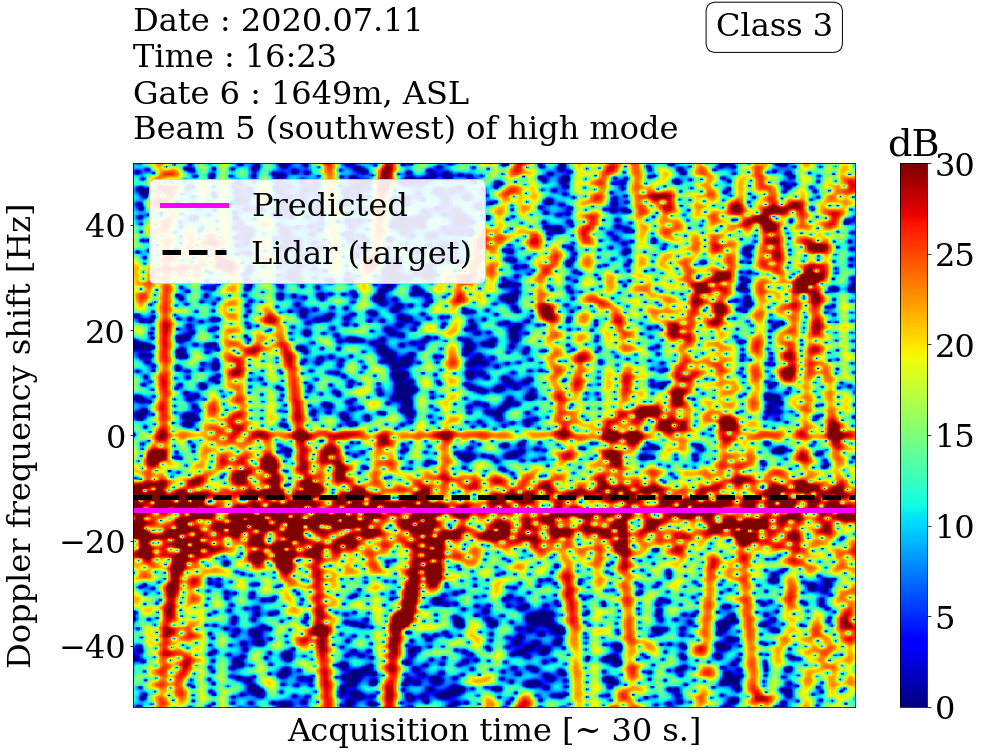 Date : 2020.07.11
Class 3
Time : 16:23
Gate 6 : 1649m, ASL
Beam 5 (southwest) of high mode
dB
Predicted
Lidar (target)
Doppler frequency shift [Hz]
40
20
0
−20
−40
30
25
20
15
10
5
0
Acquisition time [~ 30 s.]